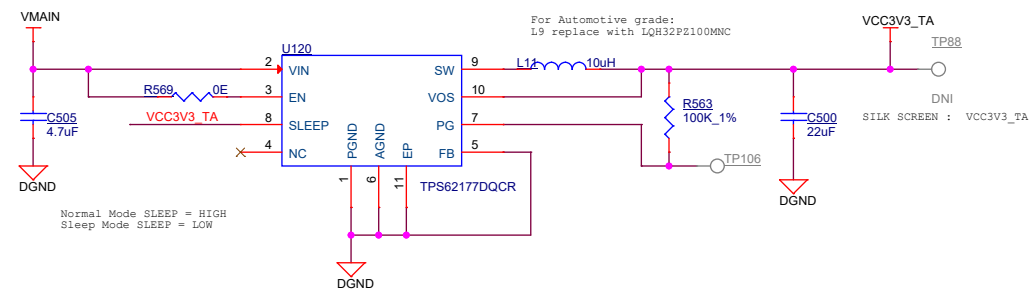 VMAIN
For Automotive grade:
L9 replace with LQH32PZ100MNC
VCC3V3_TA
TP88
U120
2 VIN SW 9 L11 10uH
R569 0E 3 EN VOS 10
DNI
C505
4.7uF
VCC3V3_TA 8 SLEEP PG 7
R563
100K_1%
C500
22uF
SILK SCREEN : VCC3V3_TA
4 NC PGND AGND EP FB 5
TP106
1 6 11 TPS62177DQCR
DGND
DGND
Normal Mode SLEEP = HIGH
Sleep Mode SLEEP = LOW
DGND